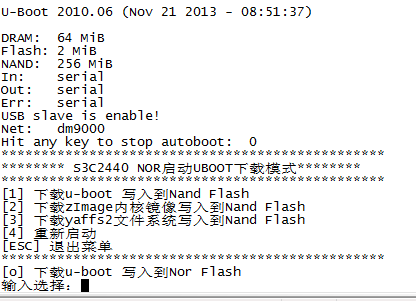 U-Boot 2010.06 (Nov 21 2013 - 08:51:37)
DRAM:  64 MiB
Flash: 2 MiB
NAND:  256 MiB
In:    serial
Out:   serial
Err:   serial
USB slave is enable!
Net:   dm9000
Hit any key to stop autoboot:  0
*******************************************
******** S3C2440 NOR启动UBOOT下载模式********
*******************************************
[1] 下载u-boot 写入到Nand Flash
[2] 下载zImage内核镜像写入到Nand Flash
[3] 下载yaffs2文件系统写入到Nand Flash
[4] 重新启动
[ESC] 退出菜单
*******************************************
[o] 下载u-boot 写入到Nor Flash
输入选择: